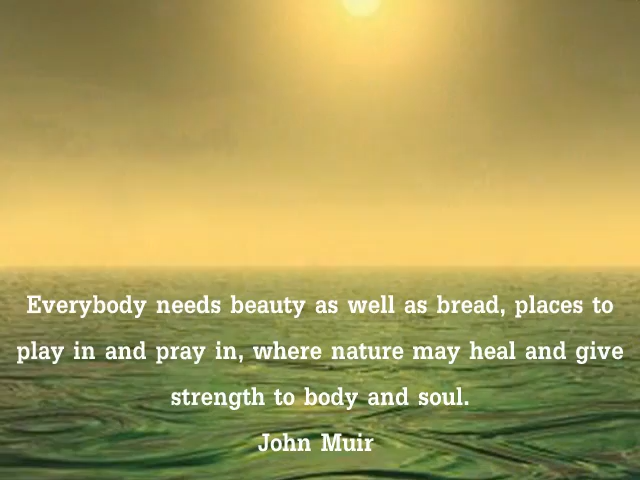 Everybody needs beauty as well as bread, places to
play in and pray in, where nature may heal and give
strength to body and soul.
John Muir